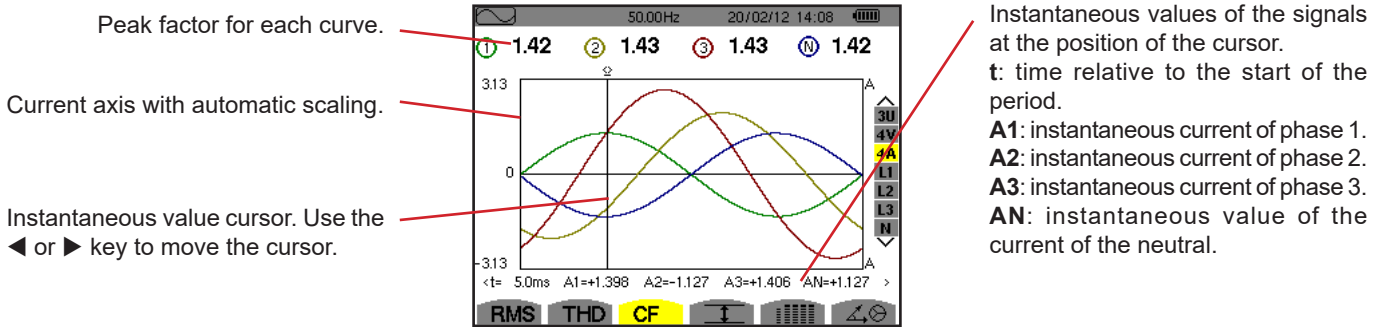 Peak factor for each curve.
Current axis with automatic scaling.
Instantaneous value cursor. Use the
◄ or ► key to move the cursor.
50.00Hz 20/02/12 14:08
1 1.42 2 1.43 3 1.43 N 1.42
3.13 A
0
-3.13 A
3U
4V
4A
L1
L2
L3
N
<t= 5.0ms A1=+1.398 A2=-1.127 A3=+1.406 AN=+1.127 >
RMS THD CF
Instantaneous values of the signals
at the position of the cursor.
t: time relative to the start of the
period.
A1: instantaneous current of phase 1.
A2: instantaneous current of phase 2.
A3: instantaneous current of phase 3.
AN: instantaneous value of the
current of the neutral.